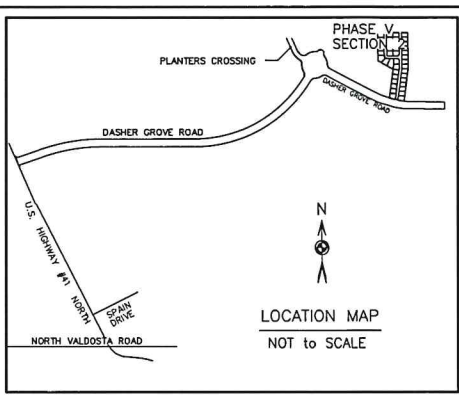 PHASE V
SECTION 2
PLANTERS CROSSING
DASHER GROVE ROAD
DASHER GROVE ROAD
U.S. HIGHWAY #41 NORTH
SPAIN
DRIVE
NORTH VALDOSTA ROAD
N
LOCATION MAP
NOT to SCALE